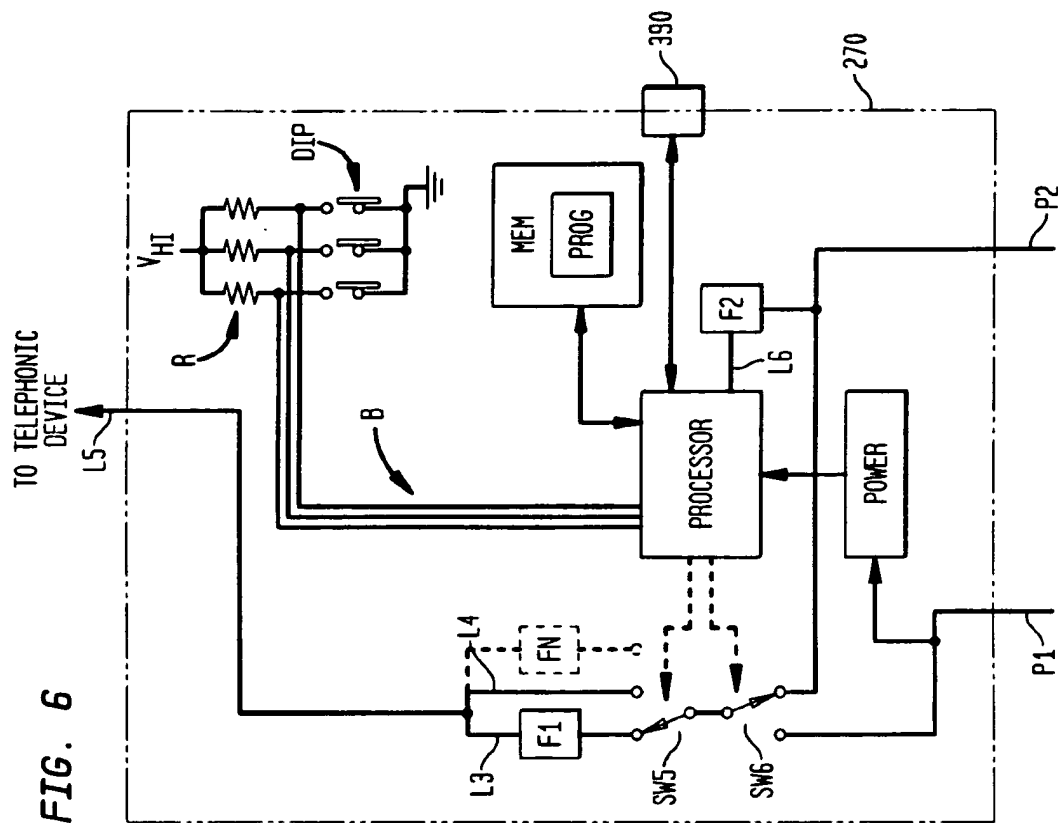 FIG. 6
TO TELEPHONIC
DEVICE
L5
V HI
R
DIP
B
MEM
PROG
390
270
L4
L3
FN
F1
SW5
SW6
PROCESSOR
L6
F2
POWER
P1
P2